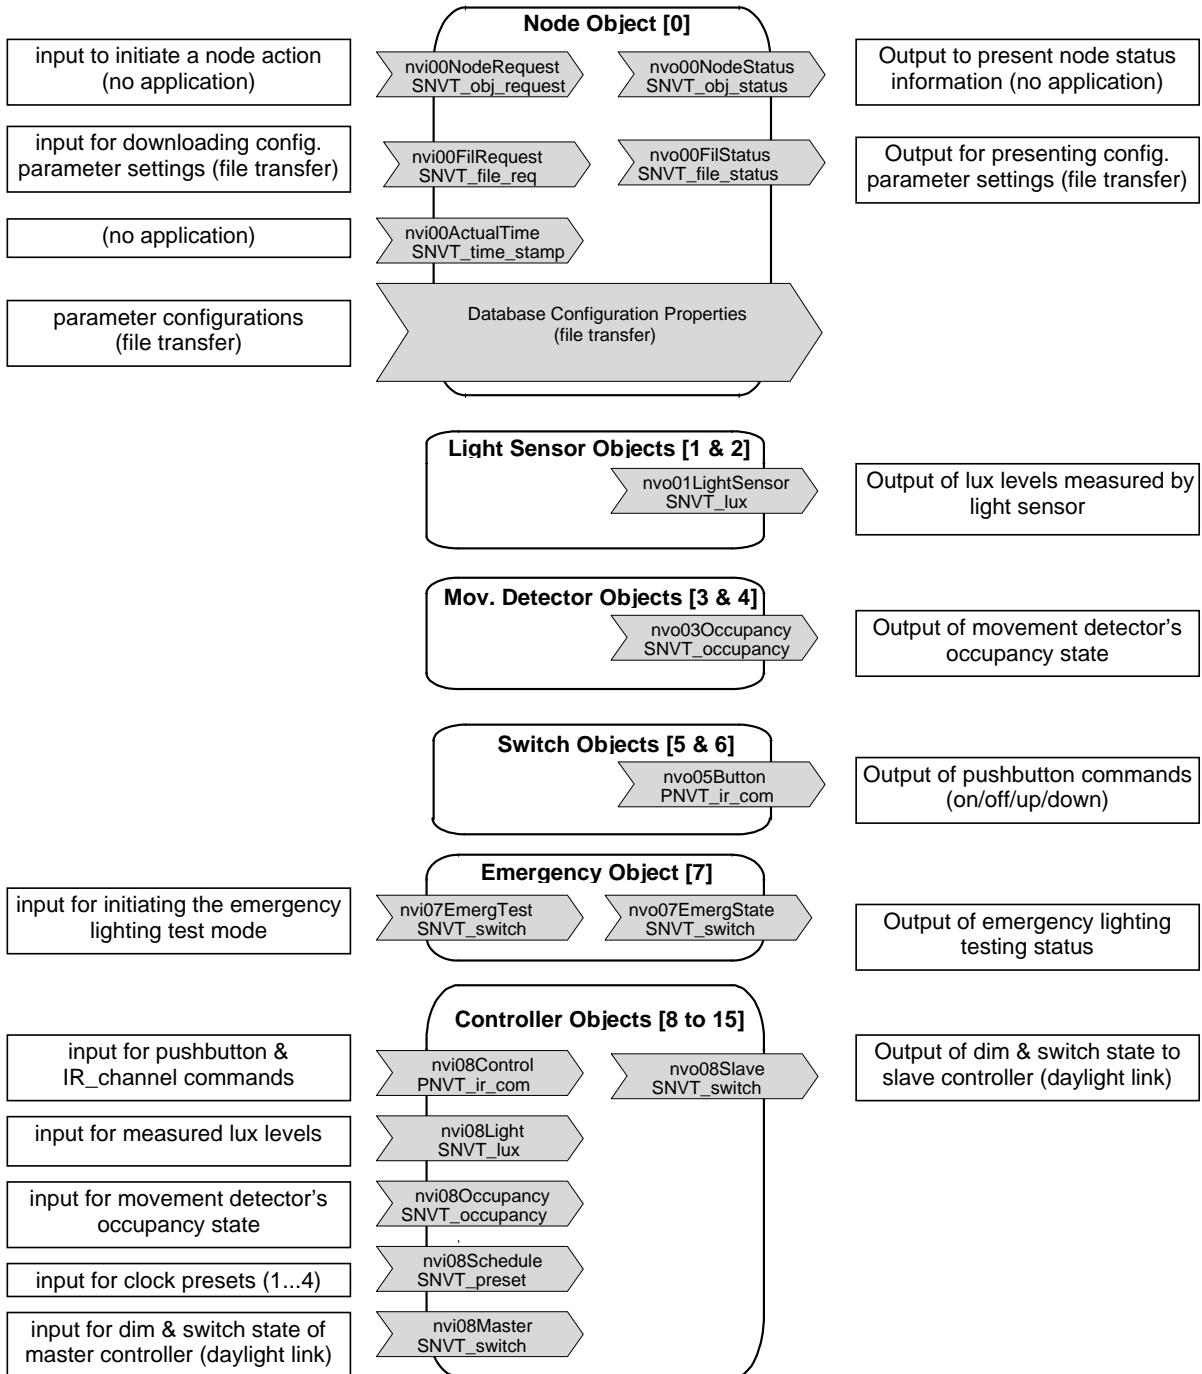 Node Object [0]
input to initiate a node action
(no application)
nvi00NodeRequest
SNVT_obj_request
nvo00NodeStatus
SNVT_obj_status
Output to present node status
information (no application)
input for downloading config.
parameter settings (file transfer)
nvi00FilRequest
SNVT_file_req
nvo00FilStatus
SNVT_file_status
Output for presenting config.
parameter settings (file transfer)
(no application)
nvi00ActualTime
SNVT_time_stamp
parameter configurations
(file transfer)
Database Configuration Properties
(file transfer)
Light Sensor Objects [1 & 2]
nvo01LightSensor
SNVT_lux
Output of lux levels measured by
light sensor
Mov. Detector Objects [3 & 4]
nvo03Occupancy
SNVT_occupancy
Output of movement detector's
occupancy state
Switch Objects [5 & 6]
nvo05Button
PNVT_ir_com
Output of pushbutton commands
(on/off/up/down)
Emergency Object [7]
input for initiating the emergency
lighting test mode
nvi07EmergTest
SNVT_switch
nvo07EmergState
SNVT_switch
Output of emergency lighting
testing status
Controller Objects [8 to 15]
input for pushbutton &
IR_channel commands
nvi08Control
PNVT_ir_com
nvo08Slave
SNVT_switch
Output of dim & switch state to
slave controller (daylight link)
input for measured lux levels
nvi08Light
SNVT_lux
input for movement detector's
occupancy state
nvi08Occupancy
SNVT_occupancy
input for clock presets (1...4)
nvi08Schedule
SNVT_preset
input for dim & switch state of
master controller (daylight link)
nvi08Master
SNVT_switch